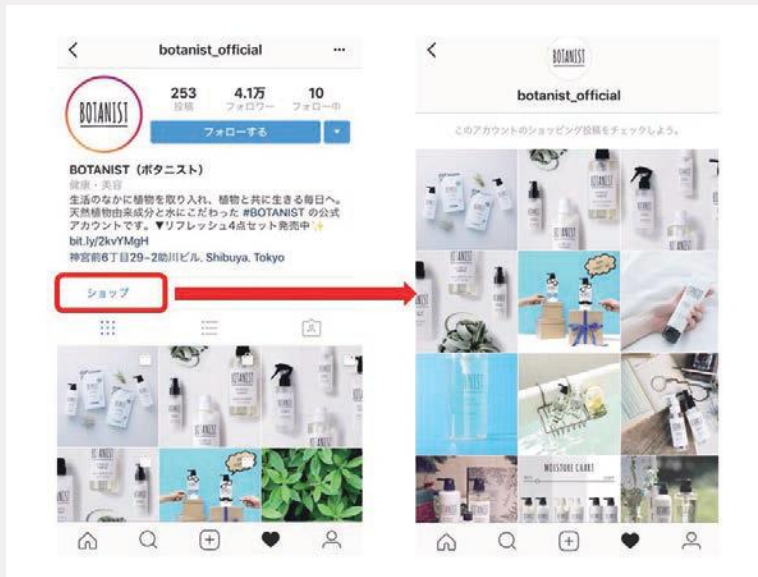 botanist_official
BOTANIST
253
投稿
4.1万
フォロワー
10
フォロー中
フォローする
BOTANIST（ボタニスト）
健康・美容
生活のなかに植物を取り入れ、植物と共に生きる毎日へ。
天然植物由来成分と水にこだわった #BOTANIST の公式
アカウントです。▼リフレッシュ4点セット発売中✨
bit.ly/2kvYMgH
神宮前6丁目29-2助川ビル, Shibuya, Tokyo
ショップ
BOTANIST
botanist_official
このアカウントのショッピング投稿をチェックしよう。
BOTANIST
MOISTURE CHART